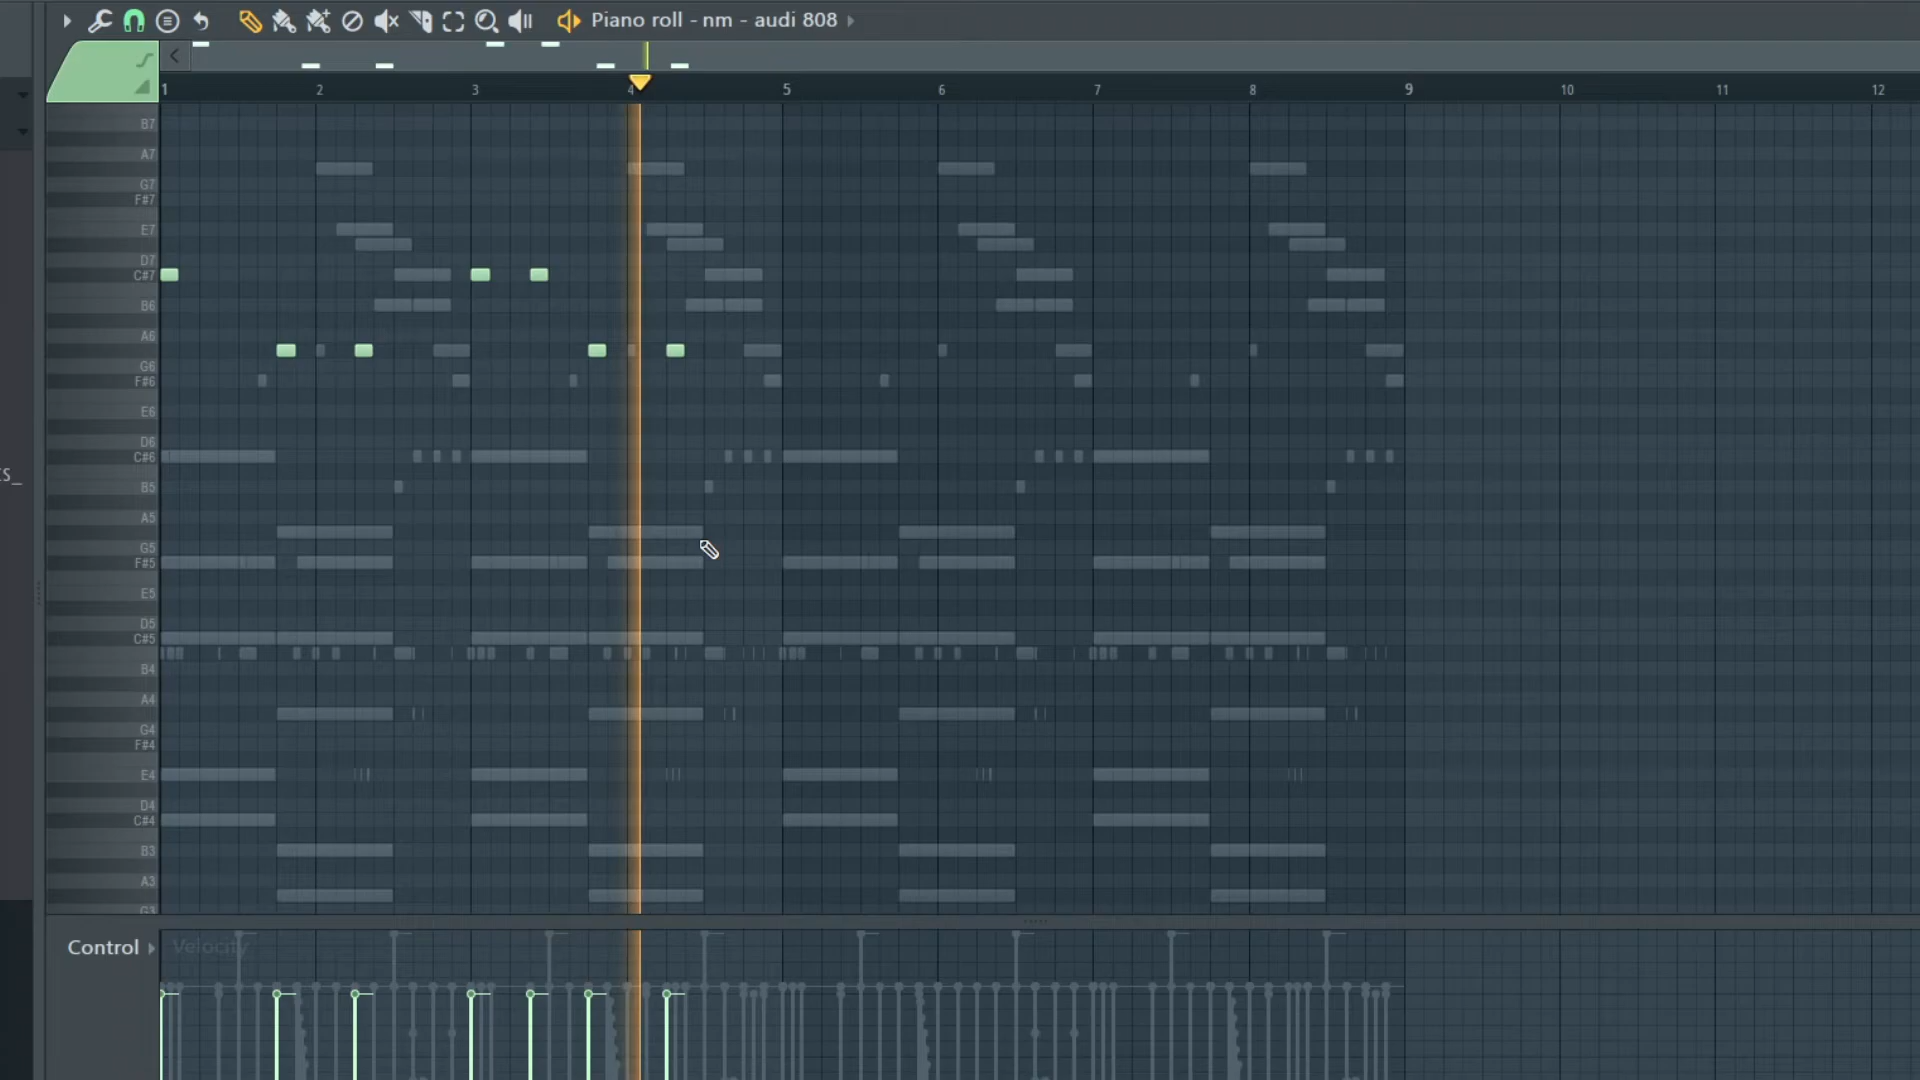 Piano roll - nm - audi 808
1 2 3 4 5 6 7 8 9 10 11 12
B7
A7
G7
F#7
E7
D7
C#7
B6
A6
G6
F#6
E6
D6
C#6
cs_
B5
A5
G5
F#5
E5
D5
C#5
B4
A4
G4
F#4
E4
D4
C#4
B3
A3
G3
Control Velocity